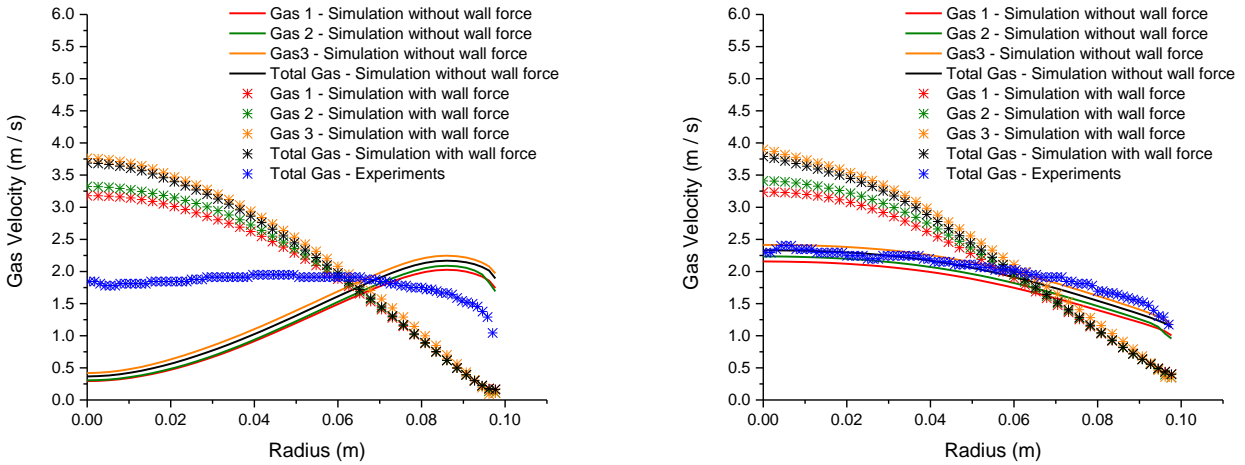 6.0
5.5
5.0
4.5
4.0
3.5
3.0
2.5
2.0
1.5
1.0
0.5
0.0
Gas Velocity (m / s)
Gas 1 - Simulation without wall force
Gas 2 - Simulation without wall force
Gas3 - Simulation without wall force
Total Gas - Simulation without wall force
Gas 1 - Simulation with wall force
Gas 2 - Simulation with wall force
Gas 3 - Simulation with wall force
Total Gas - Simulation with wall force
Total Gas - Experiments
0.00 0.02 0.04 0.06 0.08 0.10
Radius (m)
6.0
5.5
5.0
4.5
4.0
3.5
3.0
2.5
2.0
1.5
1.0
0.5
0.0
Gas Velocity (m / s)
Gas 1 - Simulation without wall force
Gas 2 - Simulation without wall force
Gas3 - Simulation without wall force
Total Gas - Simulation without wall force
Gas 1 - Simulation with wall force
Gas 2 - Simulation with wall force
Gas 3 - Simulation with wall force
Total Gas - Simulation with wall force
Total Gas - Experiments
0.00 0.02 0.04 0.06 0.08 0.10
Radius (m)